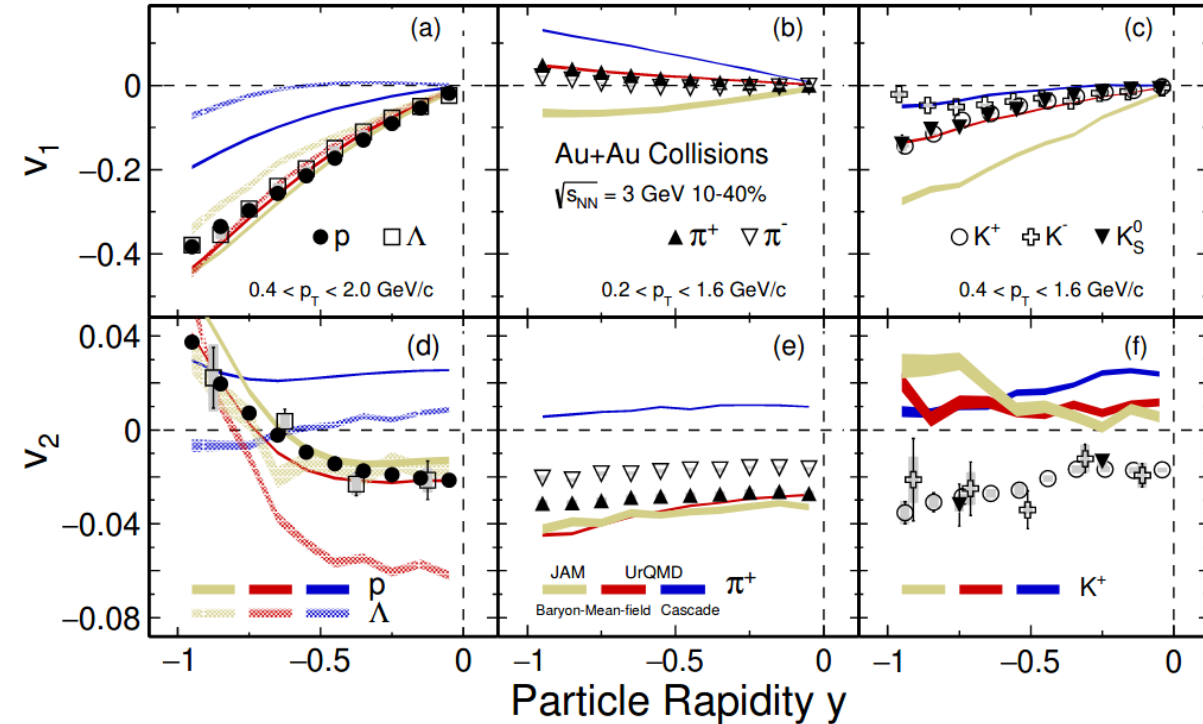 (a) (b) (c)
0
−0.2
−0.4
v1
Au+Au Collisions
√sNN = 3 GeV 10-40%
p Λ
π+ π-
K+ K- K0S
0.4 < pT < 2.0 GeV/c
0.2 < pT < 1.6 GeV/c
0.4 < pT < 1.6 GeV/c
(d) (e) (f)
0.04
0
−0.04
−0.08
v2
p
Λ
JAM UrQMD
π+
Baryon-Mean-field Cascade
K+
−1 −0.5 0 −1 −0.5 0 −1 −0.5 0
Particle Rapidity y